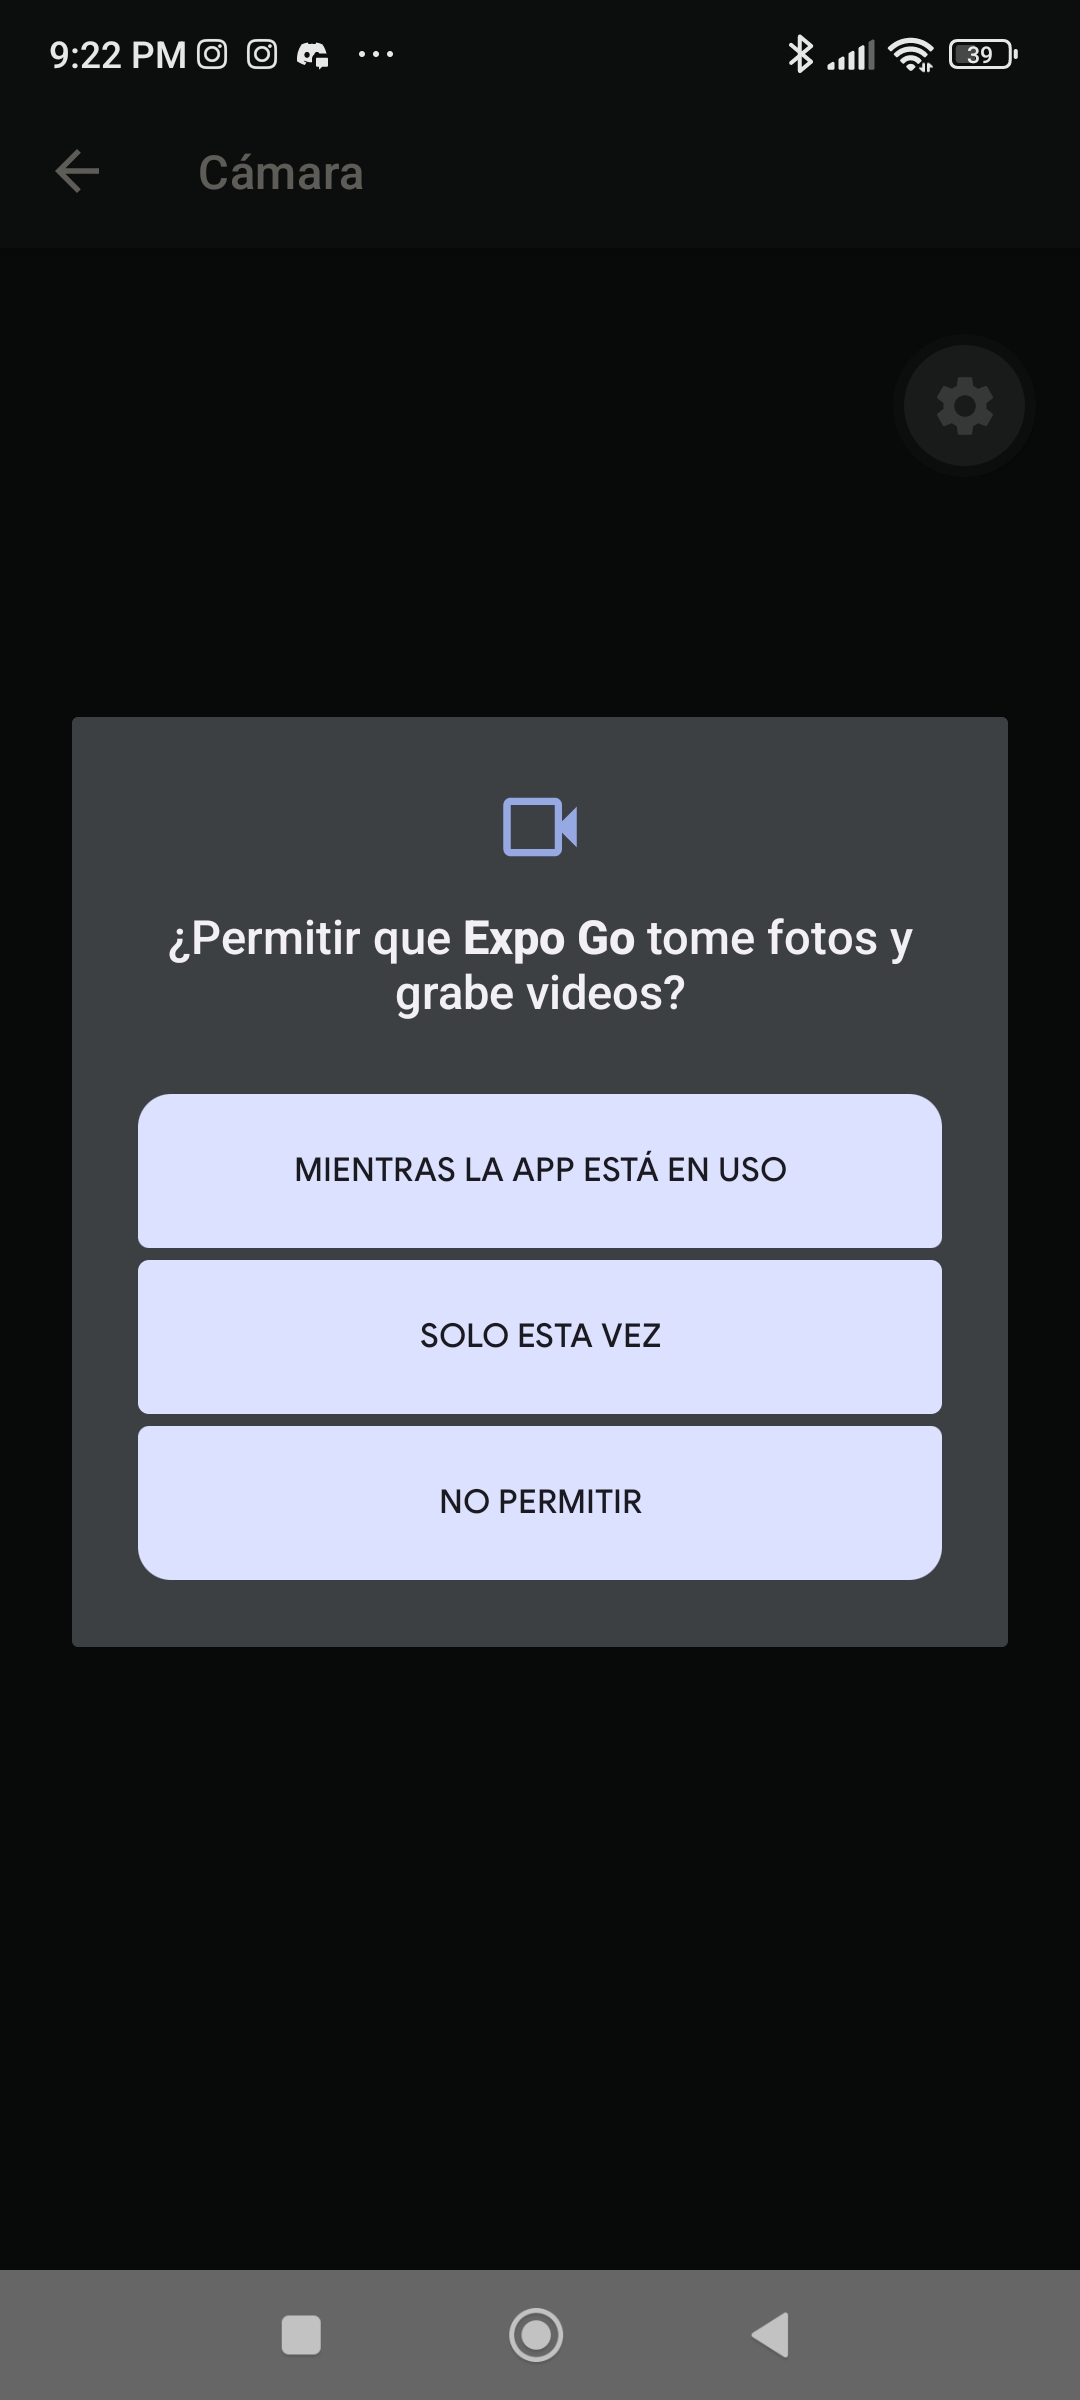 9:22 PM
39
Cámara
¿Permitir que Expo Go tome fotos y
grabe videos?
MIENTRAS LA APP ESTÁ EN USO
SOLO ESTA VEZ
NO PERMITIR